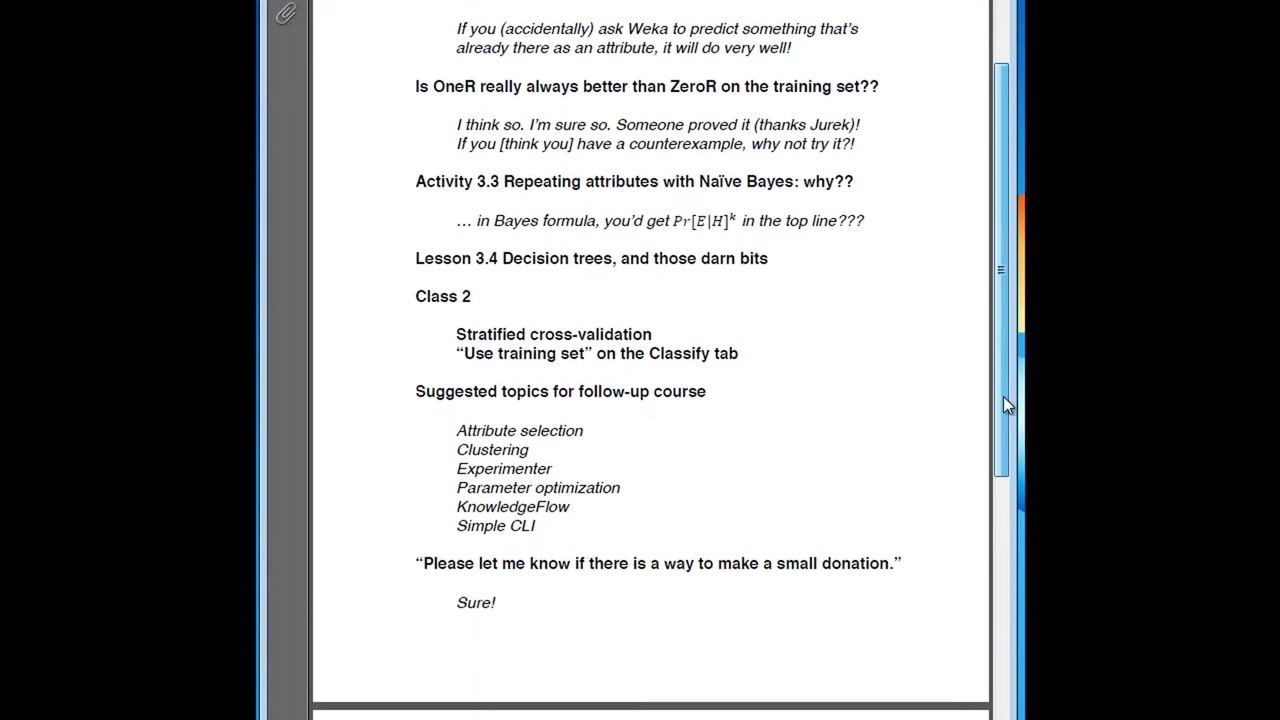 If you (accidentally) ask Weka to predict something that's
already there as an attribute, it will do very well!
Is OneR really always better than ZeroR on the training set??
I think so. I'm sure so. Someone proved it (thanks Jurek)!
If you [think you] have a counterexample, why not try it?!
Activity 3.3 Repeating attributes with Naïve Bayes: why??
… in Bayes formula, you'd get Pr[E|H]^k in the top line???
Lesson 3.4 Decision trees, and those darn bits
Class 2
Stratified cross-validation
“Use training set” on the Classify tab
Suggested topics for follow-up course
Attribute selection
Clustering
Experimenter
Parameter optimization
KnowledgeFlow
Simple CLI
“Please let me know if there is a way to make a small donation.”
Sure!